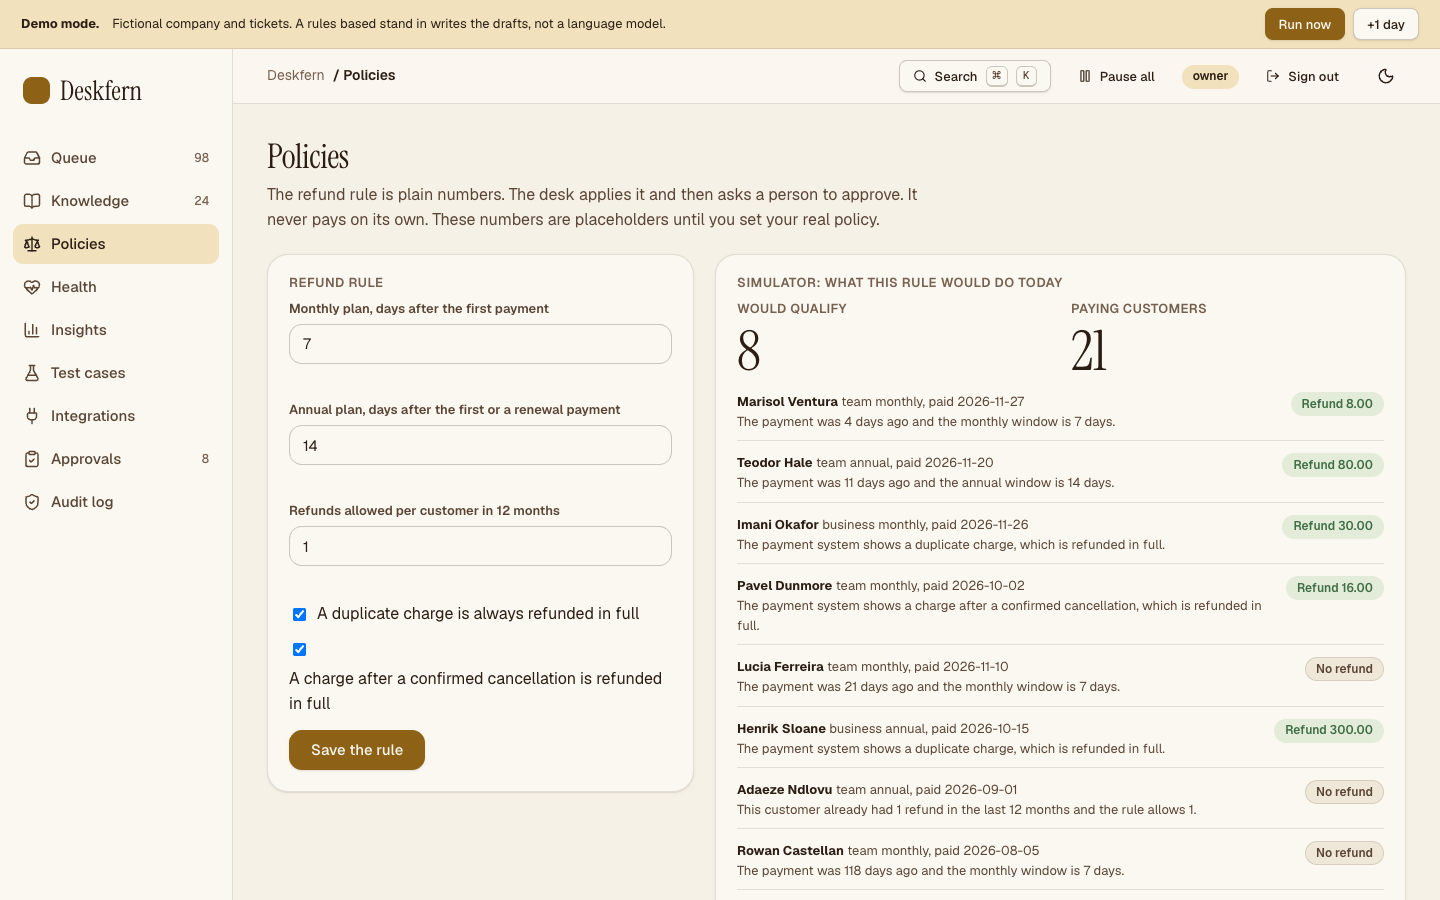 Demo mode. Fictional company and tickets. A rules based stand in writes the drafts, not a language model.
Run now
+1 day
Deskfern
Deskfern / Policies
Search ⌘ K
Pause all
owner
Sign out
Queue 98
Knowledge 24
Policies
Health
Insights
Test cases
Integrations
Approvals 8
Audit log
Policies
The refund rule is plain numbers. The desk applies it and then asks a person to approve. It
never pays on its own. These numbers are placeholders until you set your real policy.
REFUND RULE
Monthly plan, days after the first payment
7
Annual plan, days after the first or a renewal payment
14
Refunds allowed per customer in 12 months
1
A duplicate charge is always refunded in full
A charge after a confirmed cancellation is refunded
in full
Save the rule
SIMULATOR: WHAT THIS RULE WOULD DO TODAY
WOULD QUALIFY
8
PAYING CUSTOMERS
21
Marisol Ventura team monthly, paid 2026-11-27
The payment was 4 days ago and the monthly window is 7 days.
Refund 8.00
Teodor Hale team annual, paid 2026-11-20
The payment was 11 days ago and the annual window is 14 days.
Refund 80.00
Imani Okafor business monthly, paid 2026-11-26
The payment system shows a duplicate charge, which is refunded in full.
Refund 30.00
Pavel Dunmore team monthly, paid 2026-10-02
The payment system shows a charge after a confirmed cancellation, which is refunded in
full.
Refund 16.00
Lucia Ferreira team monthly, paid 2026-11-10
The payment was 21 days ago and the monthly window is 7 days.
No refund
Henrik Sloane business annual, paid 2026-10-15
The payment system shows a duplicate charge, which is refunded in full.
Refund 300.00
Adaeze Ndlovu team annual, paid 2026-09-01
This customer already had 1 refund in the last 12 months and the rule allows 1.
No refund
Rowan Castellan team monthly, paid 2026-08-05
The payment was 118 days ago and the monthly window is 7 days.
No refund